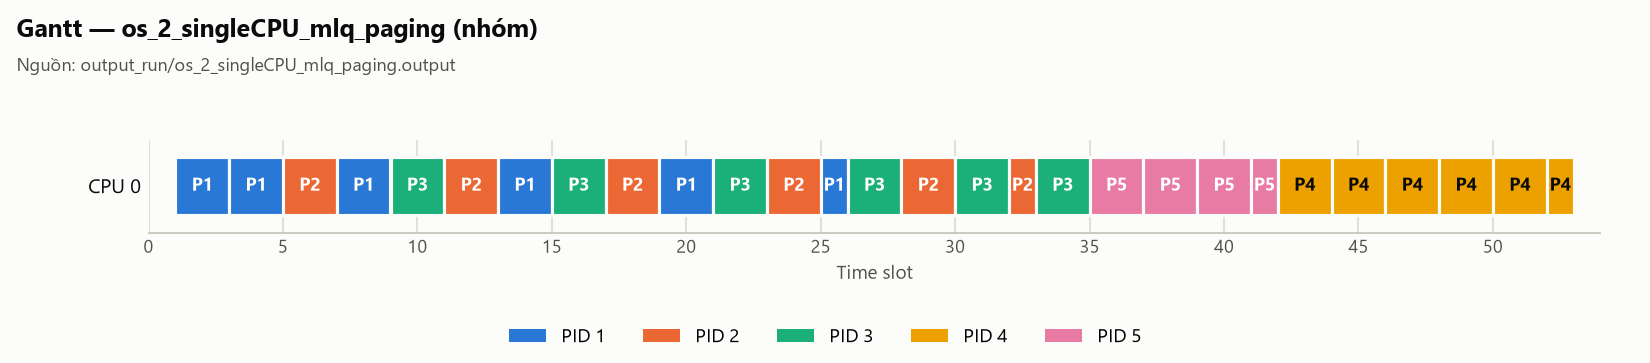 Gantt — os_2_singleCPU_mlq_paging (nhóm)
Nguồn: output_run/os_2_singleCPU_mlq_paging.output
CPU 0 P1 P1 P2 P1 P3 P2 P1 P3 P2 P1 P3 P2 P1 P3 P2 P3 P2 P3 P5 P5 P5 P5 P4 P4 P4 P4 P4 P4
0 5 10 15 20 25 30 35 40 45 50
Time slot
PID 1 PID 2 PID 3 PID 4 PID 5